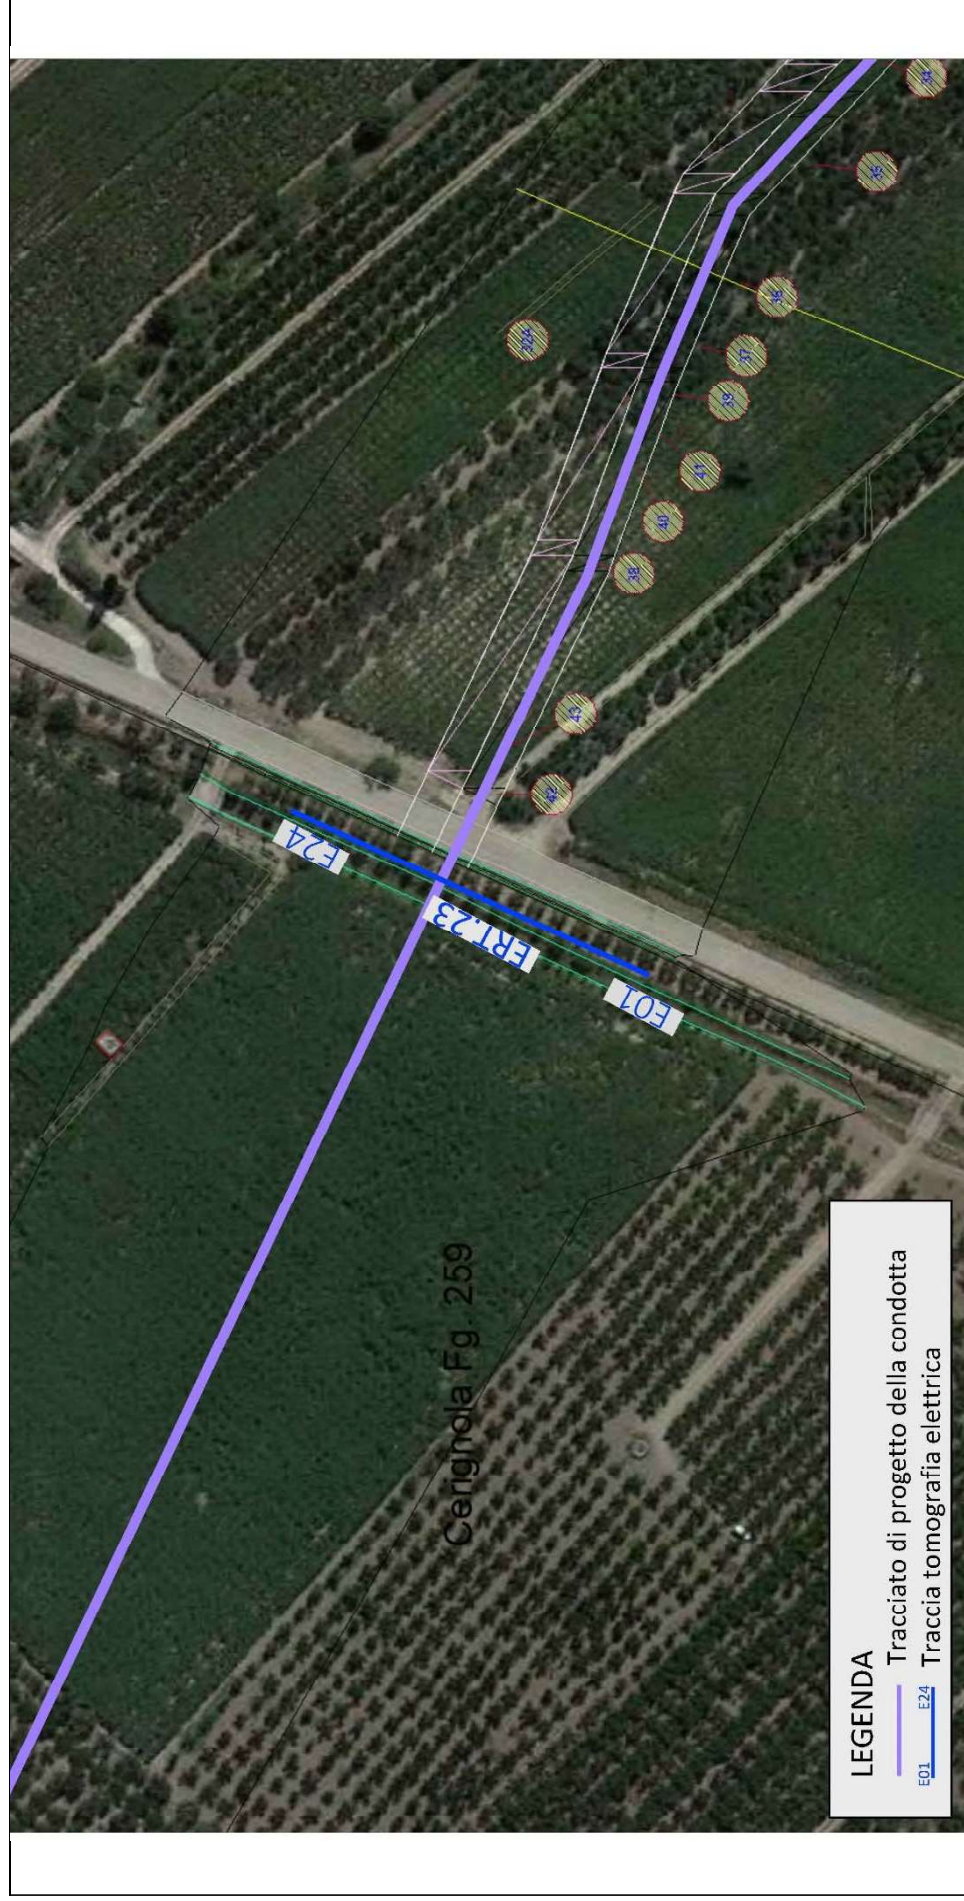 34
35
36
37
39
41
40
38
43
42
E24
ERT.23
E01
Cerignola Fg 259
LEGENDA
Tracciato di progetto della condotta
E01 E24 Traccia tomografia elettrica